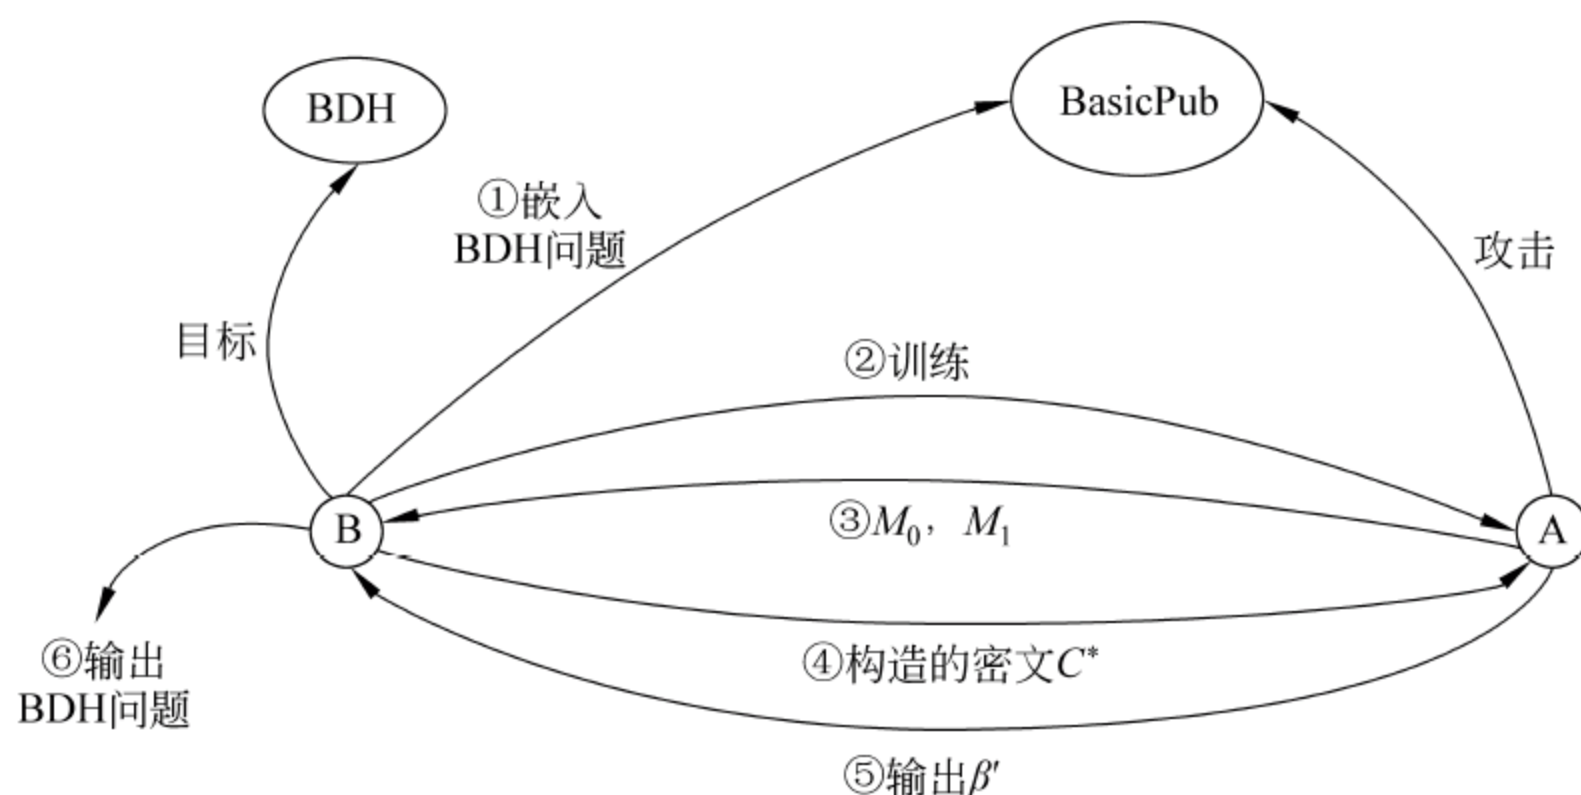 BDH
BasicPub
①嵌入
BDH问题
攻击
目标
②训练
B
A
③M₀，M₁
④构造的密文C*
⑥输出
BDH问题
⑤输出β′